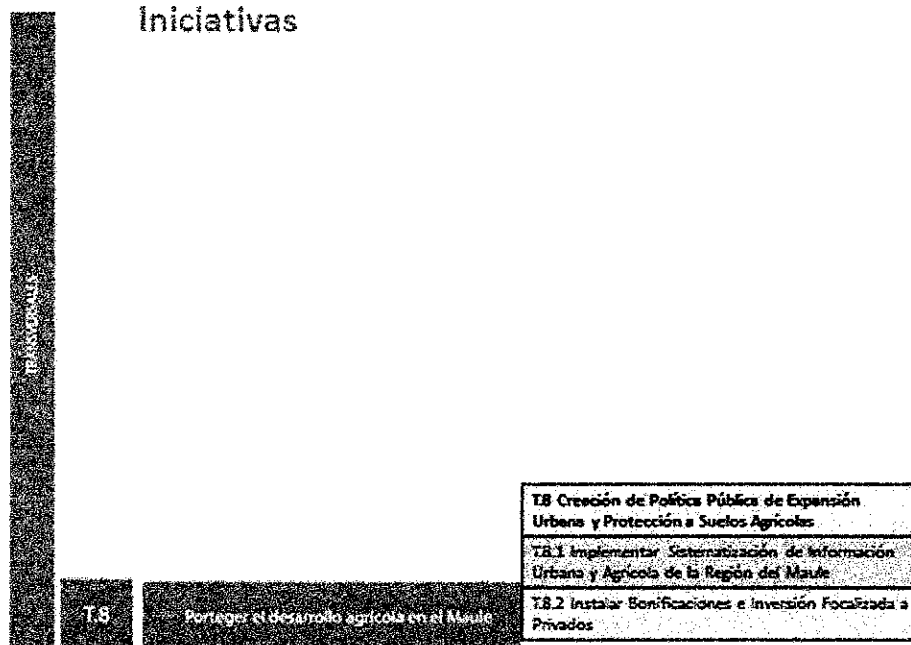 Iniciativas
TRANSVERSALES
T.8 Creación de Política Pública de Expansión
Urbana y Protección a Suelos Agrícolas
T.8.1 Implementar Sistematización de Información
Urbana y Agrícola de la Región del Maule
T.8.2 Instalar Bonificaciones e Inversión Focalizada a
Privados
T.8
Porteger el desarrollo agrícola en el Maule